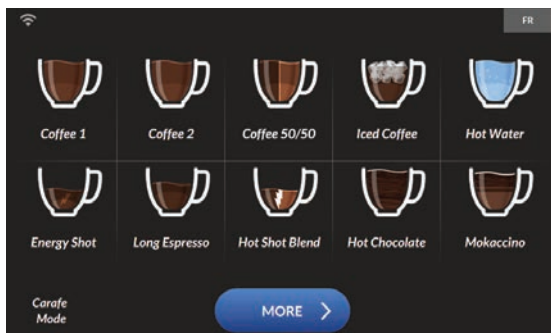 FR
Coffee 1
Coffee 2
Coffee 50/50
Iced Coffee
Hot Water
Energy Shot
Long Espresso
Hot Shot Blend
Hot Chocolate
Mokaccino
Carafe
Mode
MORE